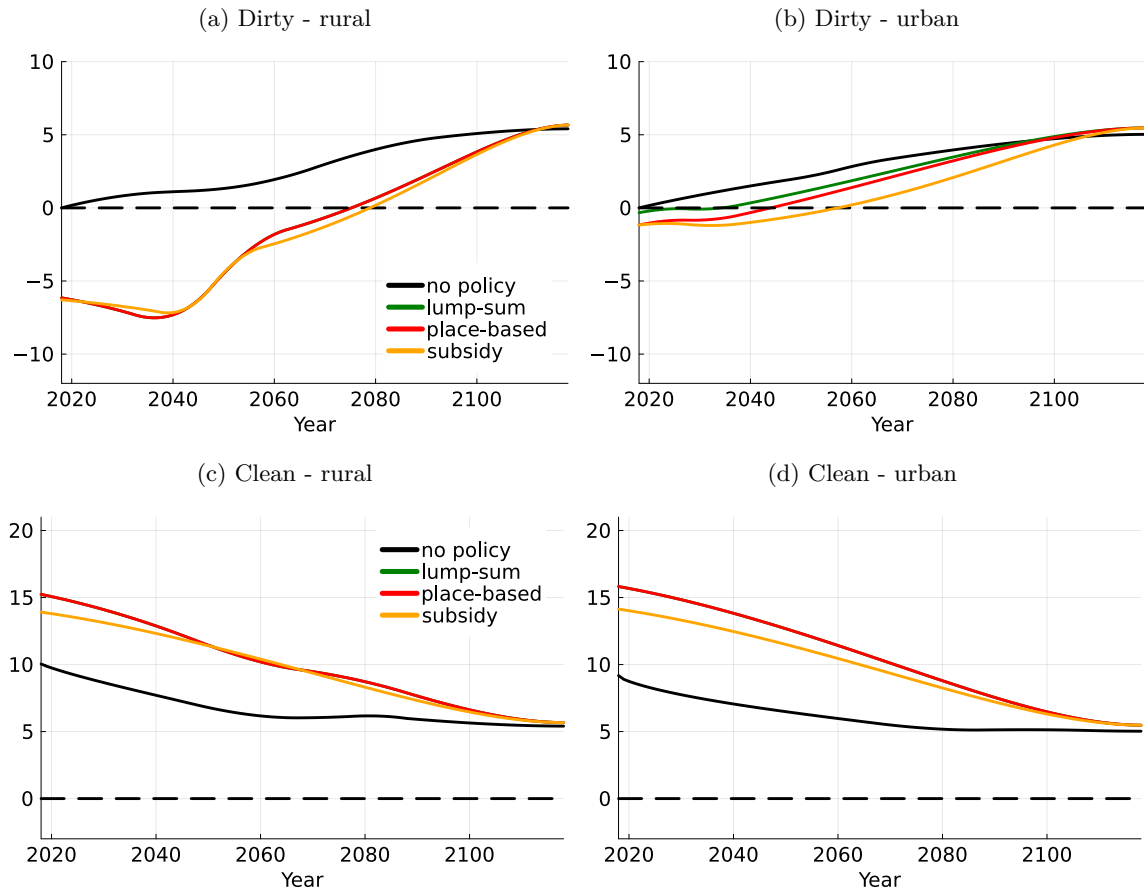 (a) Dirty - rural
10
5
0
−5
−10
no policy
lump-sum
place-based
subsidy
2020 2040 2060 2080 2100
Year
(b) Dirty - urban
10
5
0
−5
−10
2020 2040 2060 2080 2100
Year
(c) Clean - rural
20
15
10
5
0
no policy
lump-sum
place-based
subsidy
2020 2040 2060 2080 2100
Year
(d) Clean - urban
20
15
10
5
0
2020 2040 2060 2080 2100
Year